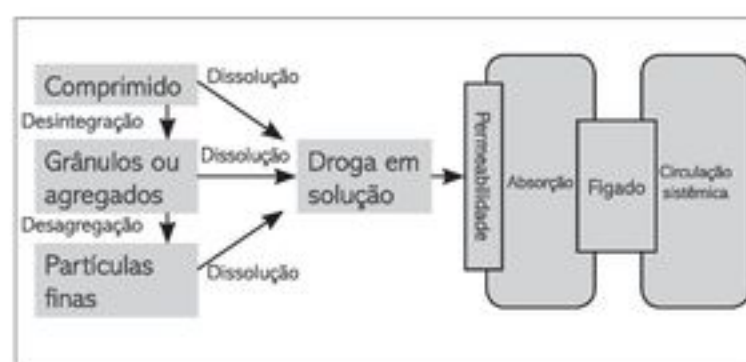 Comprimido
Dissolução
Desintegração
Grânulos ou
agregados
Dissolução
Desagregação
Partículas
finas
Dissolução
Droga em
solução
Permeabilidade
Absorção
Fígado
Circulação
sistêmica